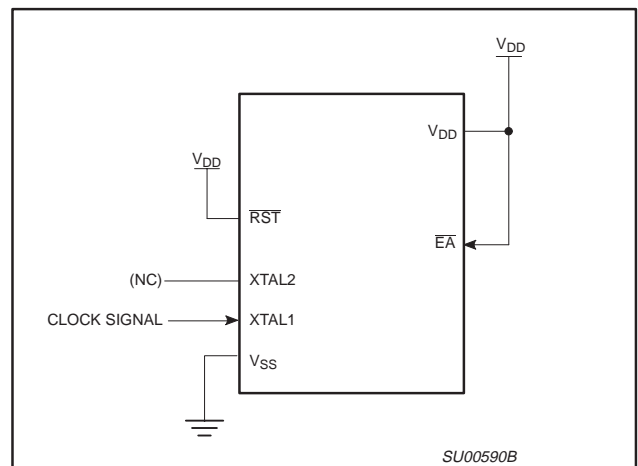 VDD
VDD
VDD
RST
EA
(NC)
XTAL2
CLOCK SIGNAL
XTAL1
VSS
SU00590B